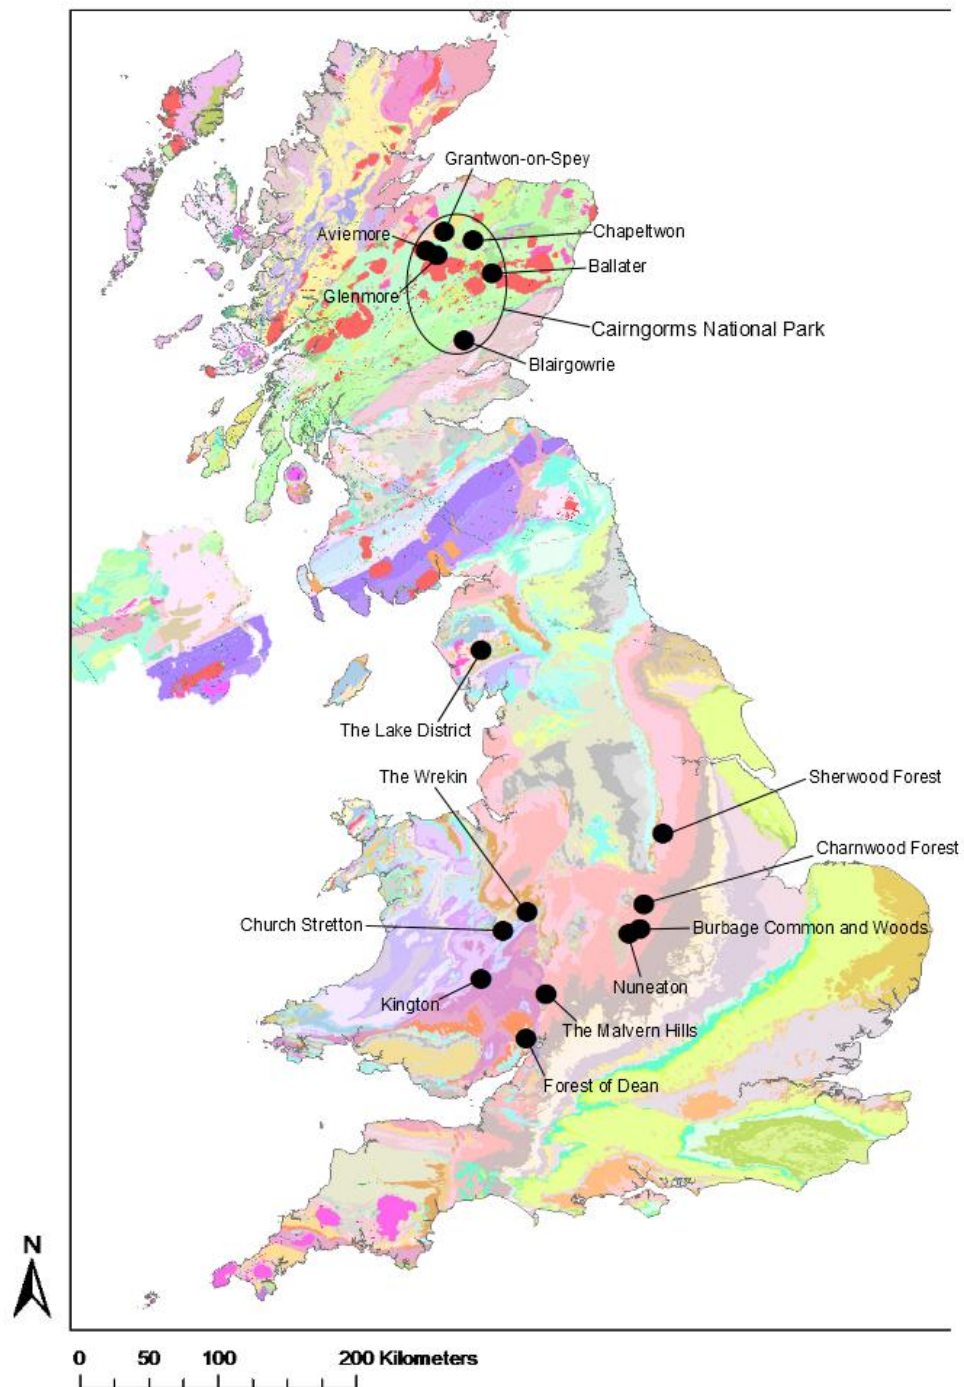 Grantwon-on-Spey
Aviemore
Chapeltwon
Ballater
Glenmore
Cairngorms National Park
Blairgowrie
The Lake District
The Wrekin
Sherwood Forest
Charnwood Forest
Church Stretton
Burbage Common and Woods
Nuneaton
Kington
The Malvern Hills
Forest of Dean
N
0 50 100 200 Kilometers